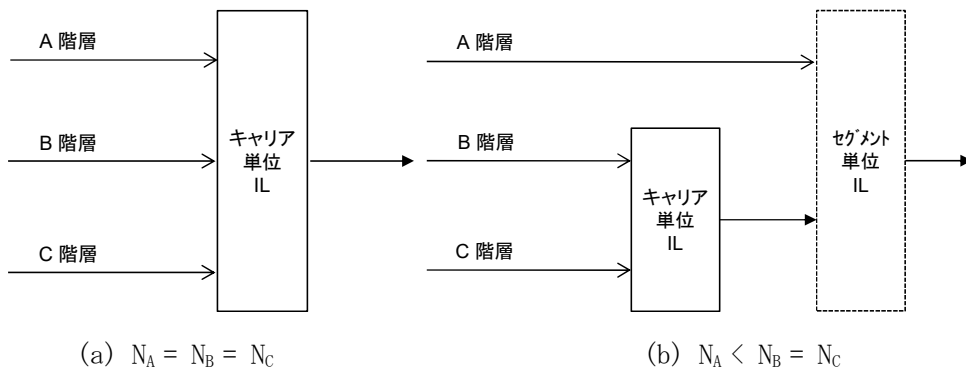 A 階層
B 階層
C 階層
キャリア
単位
IL
(a) N_A = N_B = N_C
A 階層
B 階層
C 階層
キャリア
単位
IL
セグメント
単位
IL
(b) N_A < N_B = N_C